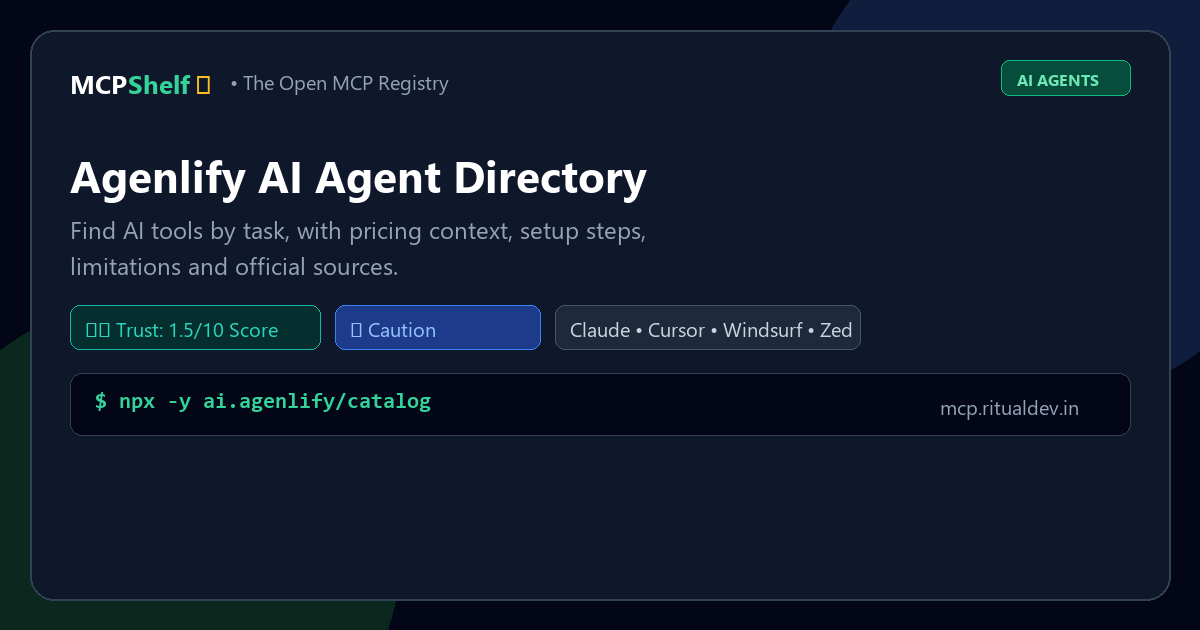 MCPShelf • The Open MCP Registry
AI AGENTS
Agenlify AI Agent Directory
Find AI tools by task, with pricing context, setup steps,
limitations and official sources.
Trust: 1.5/10 Score
Caution
Claude • Cursor • Windsurf • Zed
$ npx -y ai.agenlify/catalog
mcp.ritualdev.in